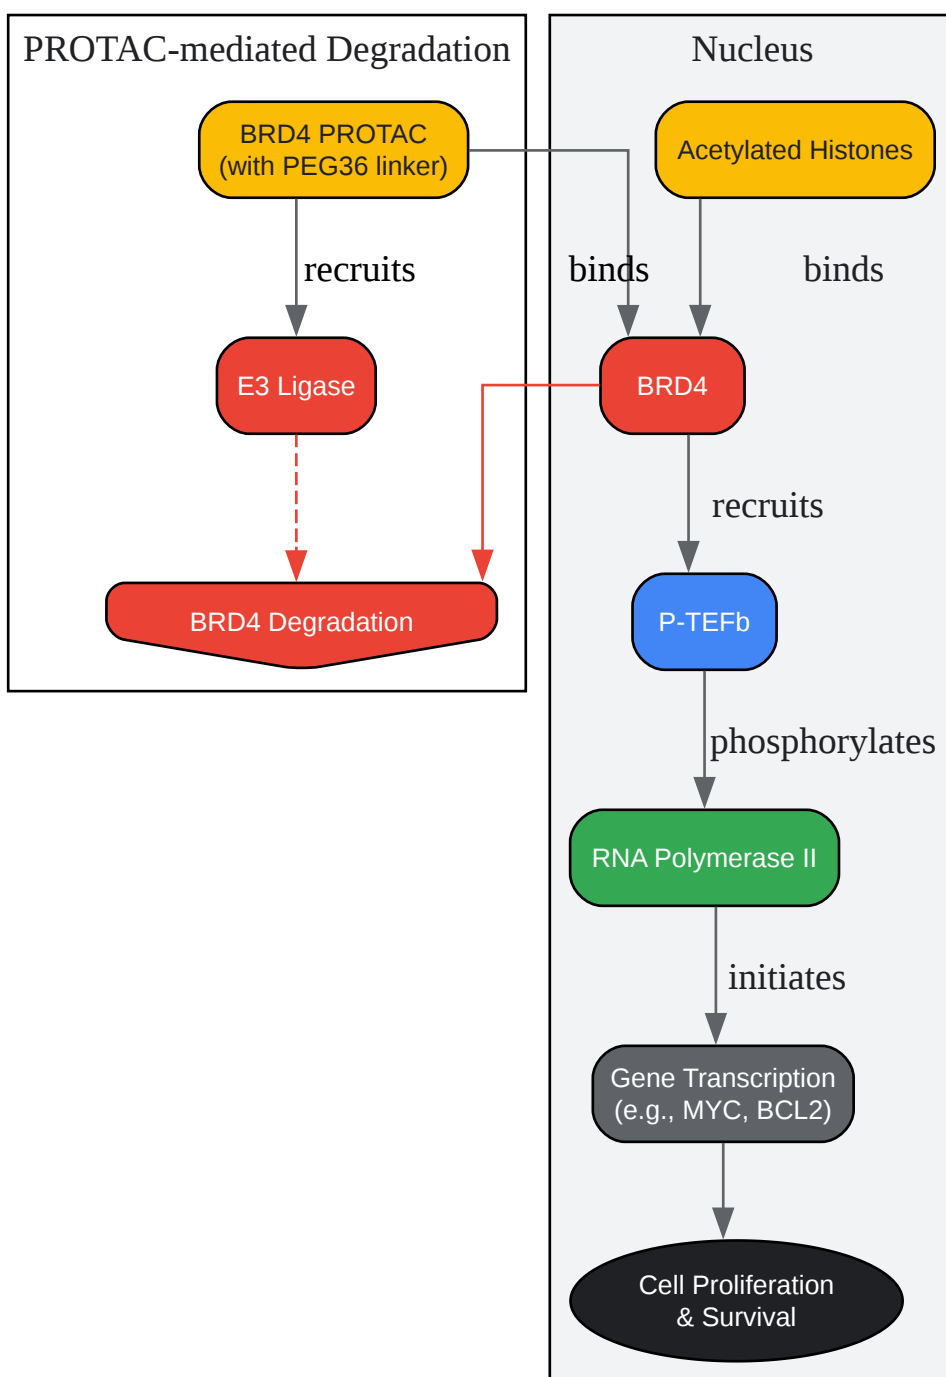 PROTAC-mediated Degradation
Nucleus
BRD4 PROTAC
(with PEG36 linker)
Acetylated Histones
recruits
binds
binds
E3 Ligase
BRD4
recruits
BRD4 Degradation
P-TEFb
phosphorylates
RNA Polymerase II
initiates
Gene Transcription
(e.g., MYC, BCL2)
Cell Proliferation
& Survival